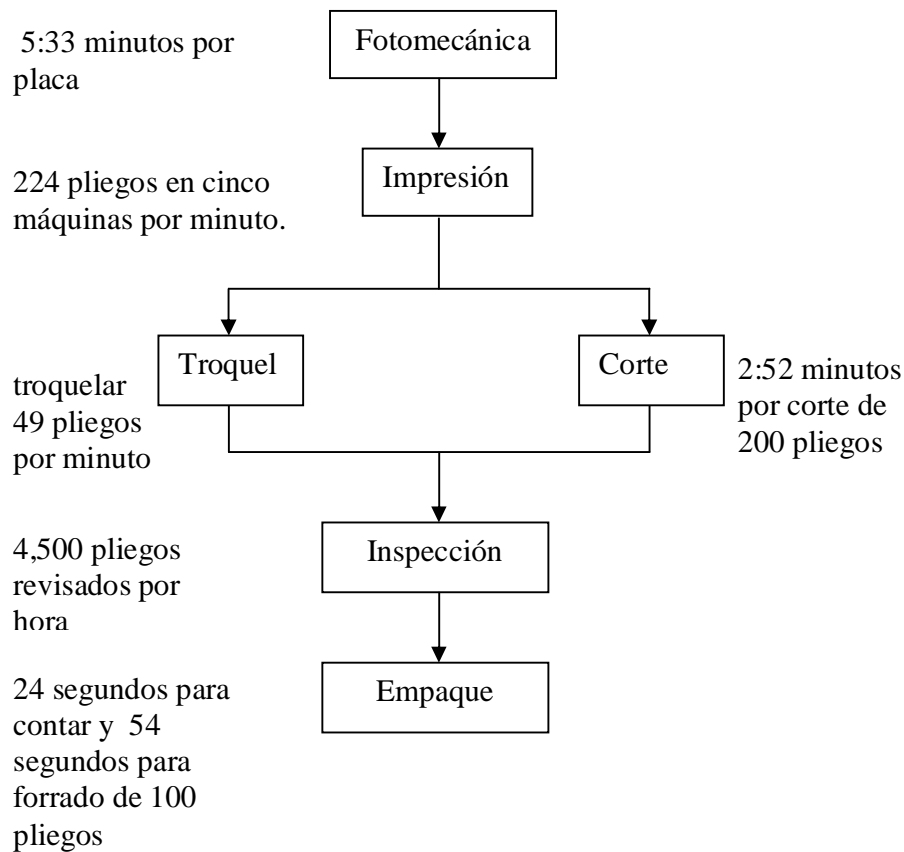 5:33 minutos por
placa
Fotomecánica
224 pliegos en cinco
máquinas por minuto.
Impresión
troquelar
49 pliegos
por minuto
Troquel
Corte
2:52 minutos
por corte de
200 pliegos
4,500 pliegos
revisados por
hora
Inspección
24 segundos para
contar y 54
segundos para
forrado de 100
pliegos
Empaque